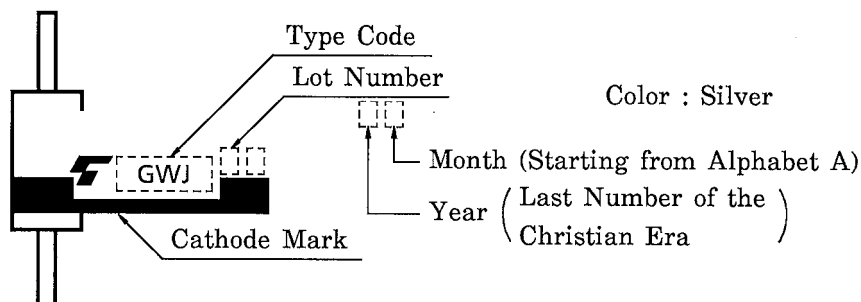 Type Code
Lot Number
Color : Silver
GWJ
Month (Starting from Alphabet A)
Year (Last Number of the
Christian Era)
Cathode Mark